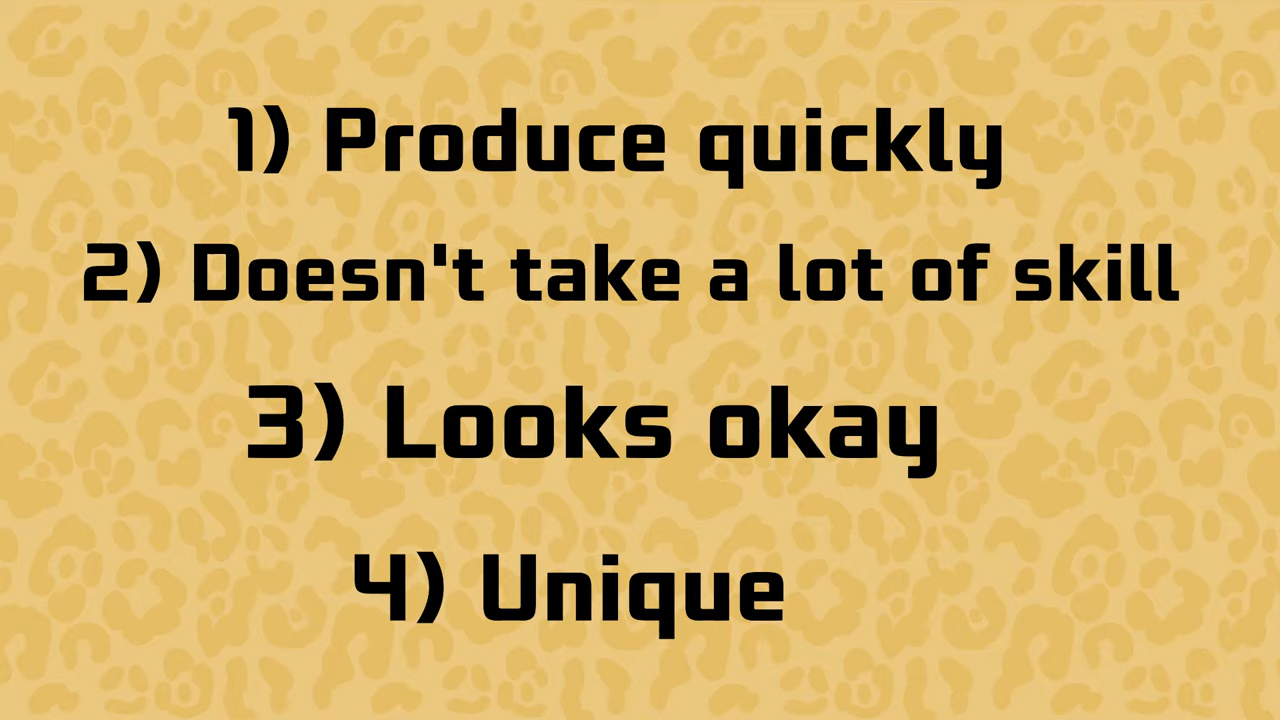 1) Produce quickly
2) Doesn't take a lot of skill
3) Looks okay
4) Unique